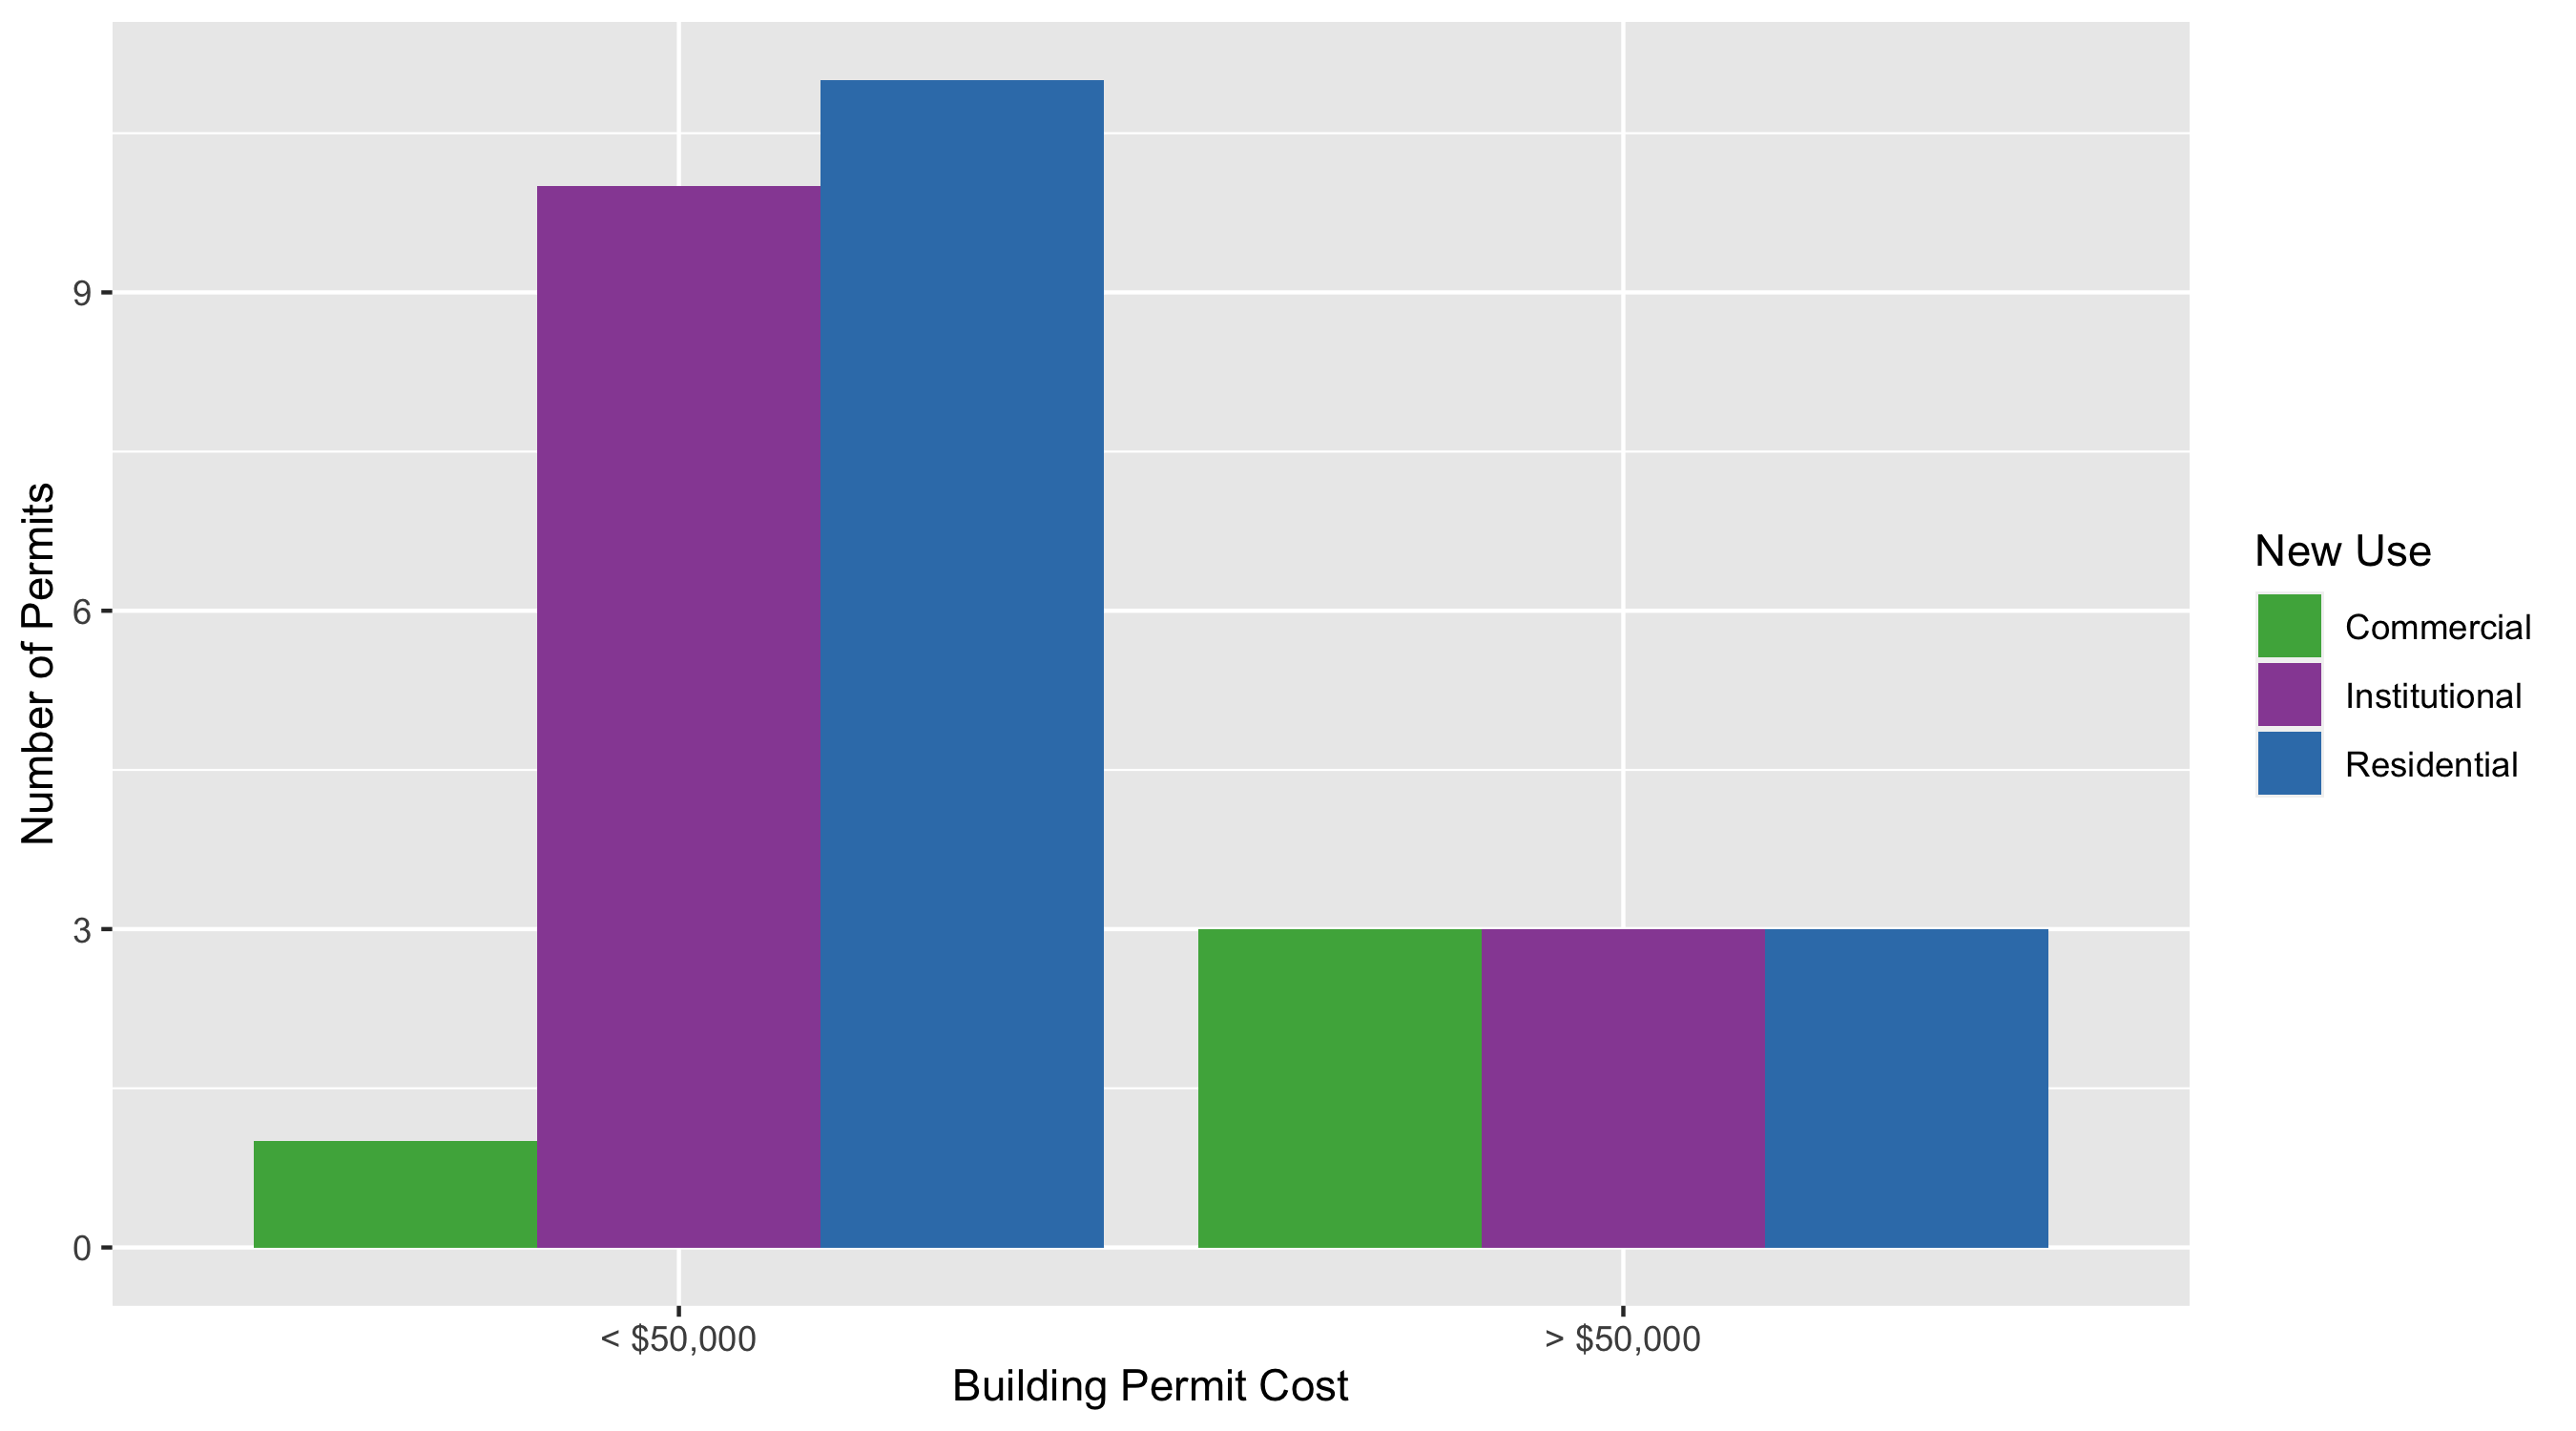 Number of Permits
9
6
3
0
< $50,000
> $50,000
Building Permit Cost
New Use
Commercial
Institutional
Residential